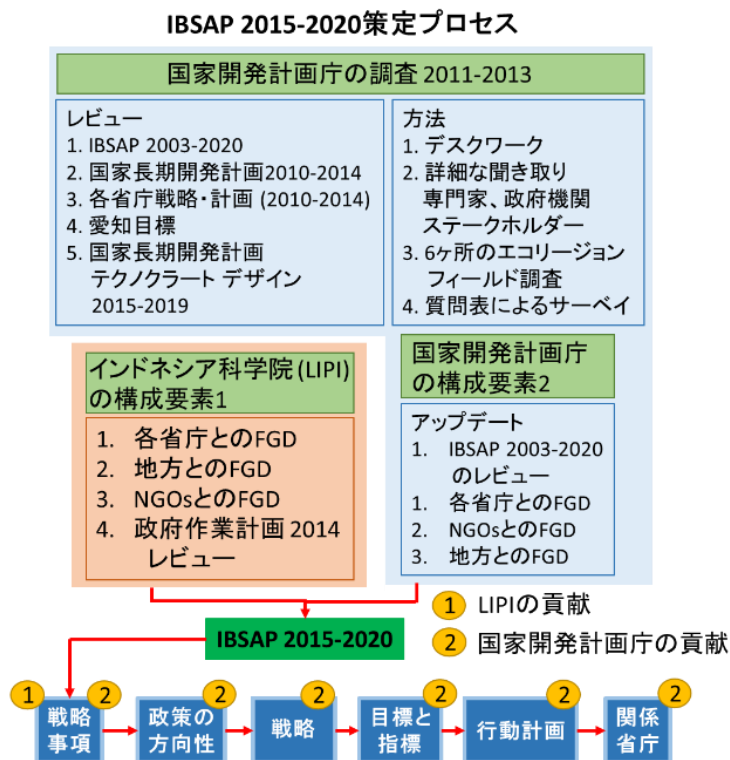 IBSAP 2015-2020策定プロセス
国家開発計画庁の調査 2011-2013
レビュー
1. IBSAP 2003-2020
2. 国家長期開発計画2010-2014
3. 各省庁戦略・計画 (2010-2014)
4. 愛知目標
5. 国家長期開発計画
テクノクラート デザイン
2015-2019
方法
1. デスクワーク
2. 詳細な聞き取り
専門家、政府機関
ステークホルダー
3. 6ヶ所のエコリージョン
フィールド調査
4. 質問表によるサーベイ
インドネシア科学院 (LIPI)
の構成要素1
1. 各省庁とのFGD
2. 地方とのFGD
3. NGOsとのFGD
4. 政府作業計画 2014
レビュー
国家開発計画庁
の構成要素2
アップデート
1. IBSAP 2003-2020
のレビュー
1. 各省庁とのFGD
2. NGOsとのFGD
3. 地方とのFGD
1 LIPIの貢献
2 国家開発計画庁の貢献
IBSAP 2015-2020
1 2
戦略
事項
2
政策の
方向性
2
戦略
2
目標と
指標
2
行動計画
2
関係
省庁